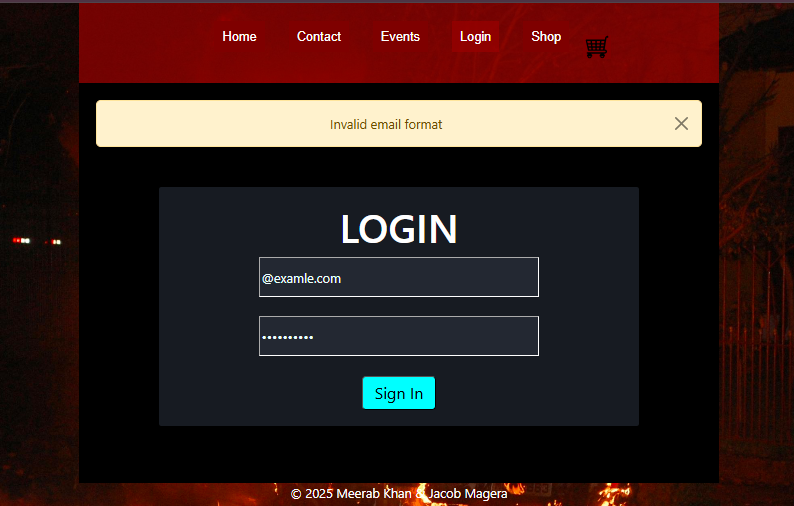 Home Contact Events Login Shop
Invalid email format
LOGIN
@examle.com
••••••••••
Sign In
© 2025 Meerab Khan & Jacob Magera